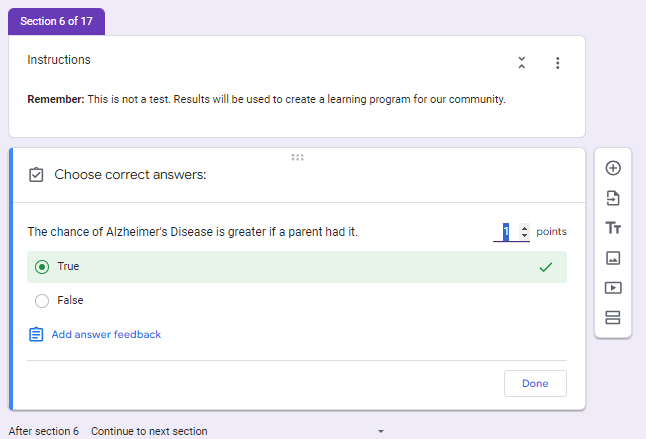 Section 6 of 17
Instructions
Remember: This is not a test. Results will be used to create a learning program for our community.
Choose correct answers:
The chance of Alzheimer's Disease is greater if a parent had it.
1 points
True
False
Add answer feedback
Done
Tт
After section 6 Continue to next section